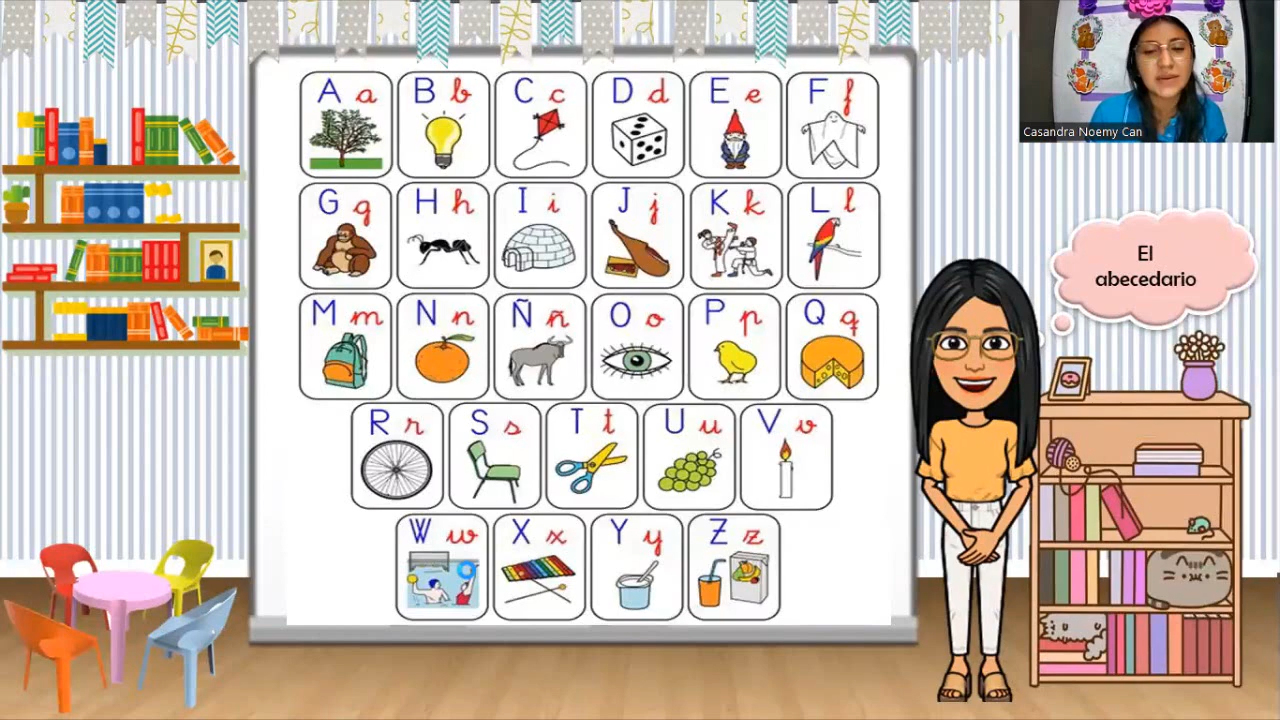 A a B b C c D d E e F f
G g H h I i J j K k L l
M m N n Ñ ñ O o P p Q q
R r S s T t U u V v
W w X x Y y Z z
Casandra Noemy Can
El
abecedario